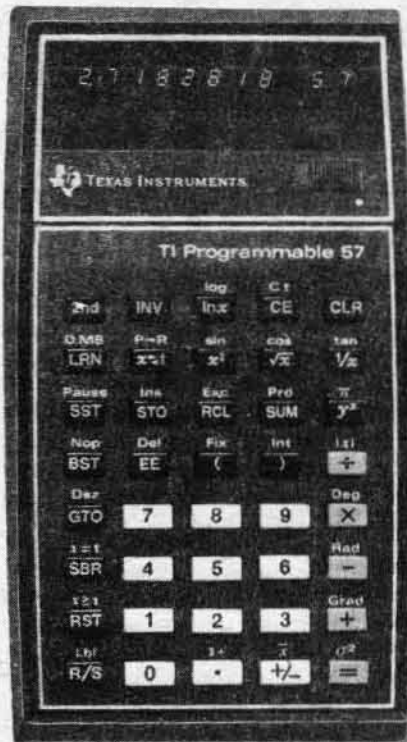 2.7182818 57
TEXAS INSTRUMENTS
TI Programmable 57
log C t
2nd INV lnx CE CLR
D.MS P→R sin cos tan
LRN x⇄t x² √x 1/x
Pause Ins Exc Prd π
SST STO RCL SUM yˣ
Nop Del Fix Int |x|
BST EE ( ) ÷
Dsz Deg
GTO 7 8 9 X
x=t Rad
SBR 4 5 6 −
x≥t Grad
RST 1 2 3 +
Lbl Σ+ x̄ σ²
R/S 0 . +/− =